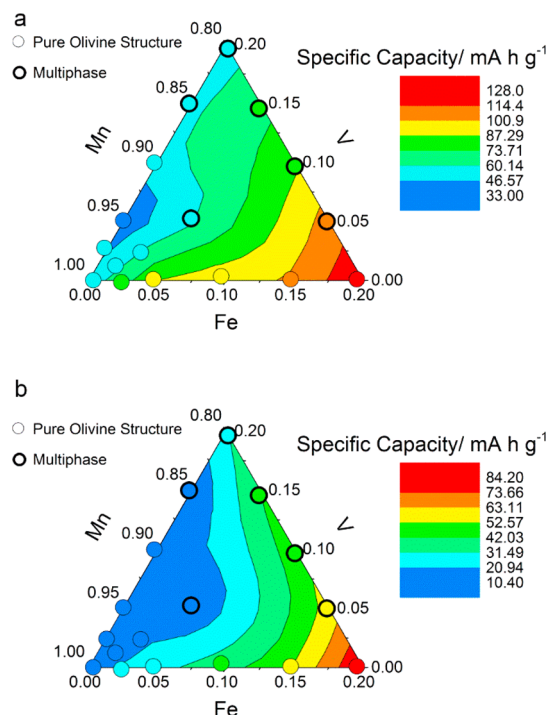 a
Pure Olivine Structure
Multiphase
Specific Capacity/ mA h g-1
128.0
114.4
100.9
87.29
73.71
60.14
46.57
33.00
0.80
0.85
0.90
0.95
1.00
Mn
0.20
0.15
0.10
0.05
0.00
V
0.00 0.05 0.10 0.15 0.20
Fe
b
Pure Olivine Structure
Multiphase
Specific Capacity/ mA h g-1
84.20
73.66
63.11
52.57
42.03
31.49
20.94
10.40
0.80
0.85
0.90
0.95
1.00
Mn
0.20
0.15
0.10
0.05
0.00
V
0.00 0.05 0.10 0.15 0.20
Fe